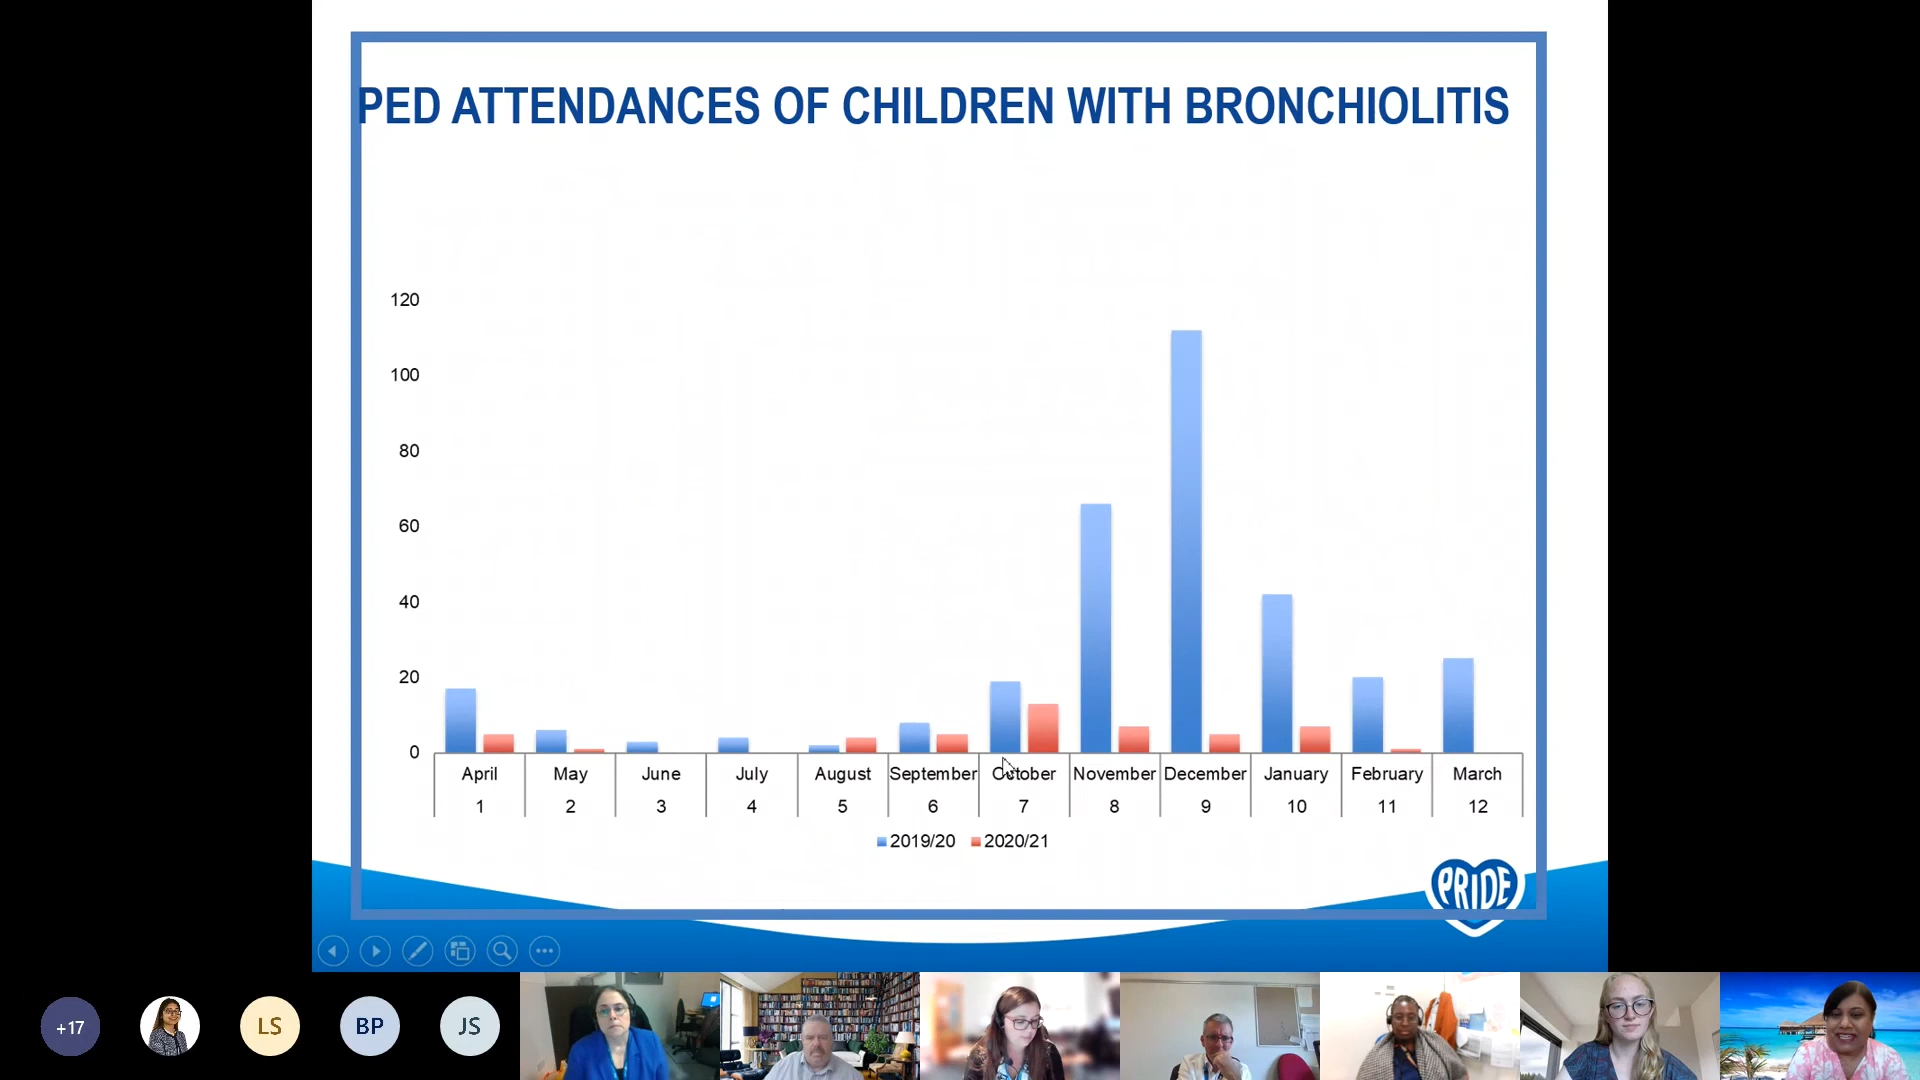 PED ATTENDANCES OF CHILDREN WITH BRONCHIOLITIS
120
100
80
60
40
20
0
April May June July August September October November December January February March
1 2 3 4 5 6 7 8 9 10 11 12
2019/20 2020/21
PRIDE
+17 LS BP JS